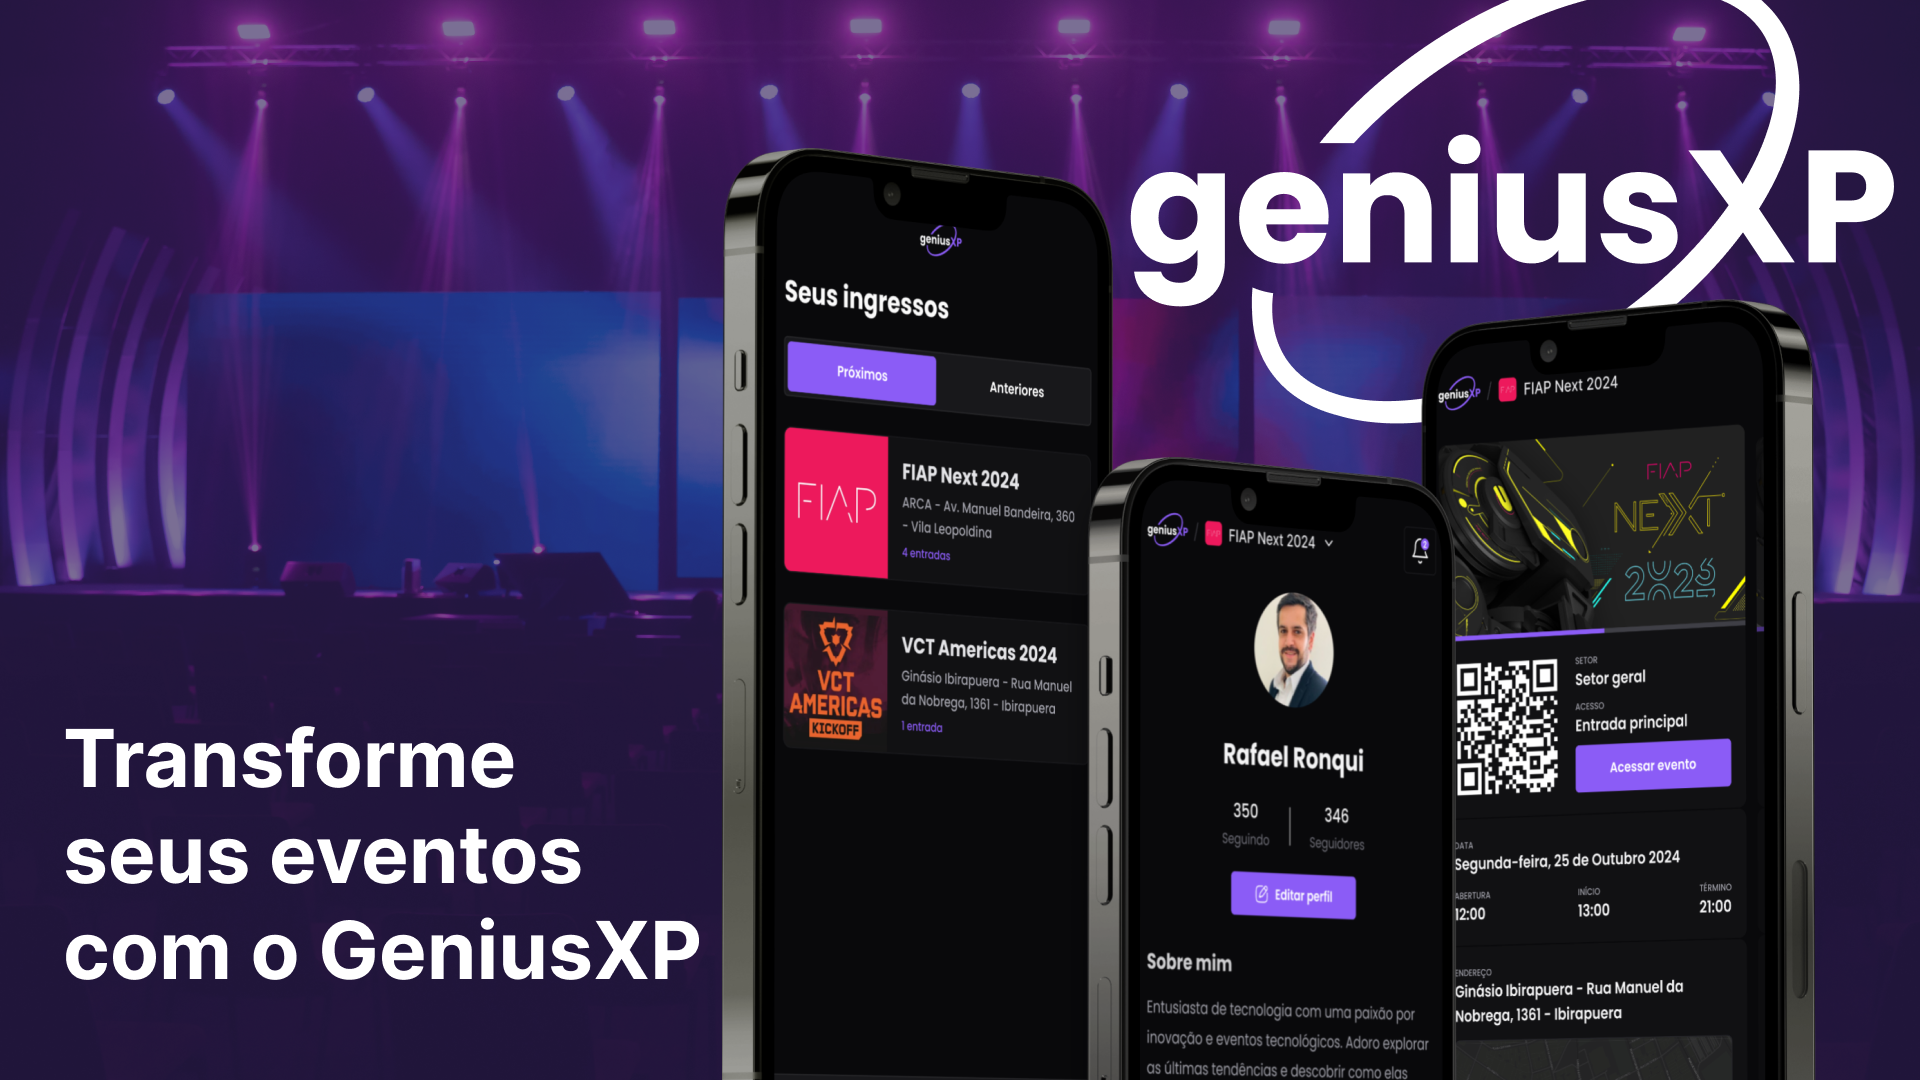 geniusXP
Transforme
seus eventos
com o GeniusXP
geniusXP
Seus ingressos
Próximos
Anteriores
FIAP
FIAP Next 2024
ARCA - Av. Manuel Bandeira, 360
- Vila Leopoldina
4 entradas
VCT
AMERICAS
KICKOFF
VCT Americas 2024
Ginásio Ibirapuera - Rua Manuel
da Nobrega, 1361 - Ibirapuera
1 entrada
geniusXP / FIAP FIAP Next 2024
2
Rafael Ronqui
350
Seguindo
346
Seguidores
Editar perfil
Sobre mim
Entusiasta de tecnologia com uma paixão por
inovação e eventos tecnológicos. Adoro explorar
as últimas tendências e descobrir como elas
geniusXP / FIAP FIAP Next 2024
FIAP
NEXT
SETOR
Setor geral
ACESSO
Entrada principal
Acessar evento
DATA
Segunda-feira, 25 de Outubro 2024
ABERTURA
12:00
INÍCIO
13:00
TÉRMINO
21:00
ENDEREÇO
Ginásio Ibirapuera - Rua Manuel da
Nobrega, 1361 - Ibirapuera